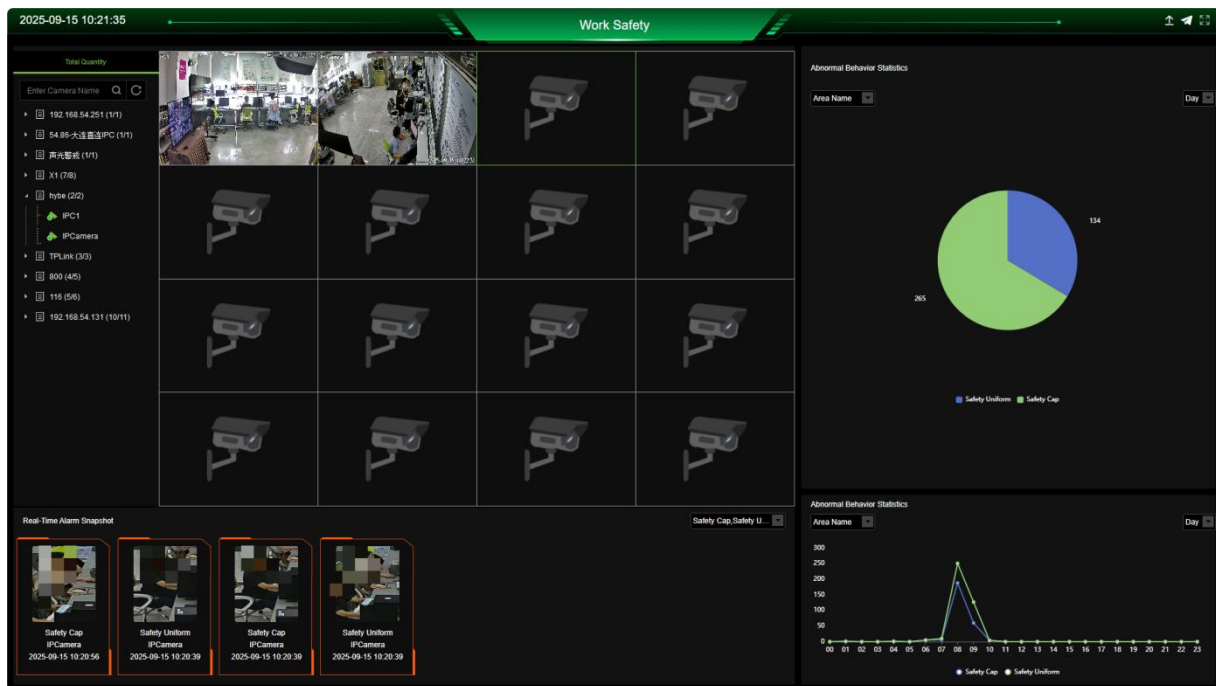 2025-09-15 10:21:35
Work Safety
Total Quantity
Enter Camera Name
192.168.54.251 (1/1)
54.86-大连直连IPC (1/1)
声光警戒 (1/1)
X1 (7/8)
hybe (2/2)
IPC1
IPCamera
TPLink (3/3)
800 (4/5)
116 (5/6)
192.168.54.131 (10/11)
Abnormal Behavior Statistics
Area Name
Day
134
265
Safety Uniform
Safety Cap
Real-Time Alarm Snapshot
Safety Cap,Safety U...
Safety Cap
IPCamera
2025-09-15 10:20:56
Safety Uniform
IPCamera
2025-09-15 10:20:39
Safety Cap
IPCamera
2025-09-15 10:20:39
Safety Uniform
IPCamera
2025-09-15 10:20:39
Abnormal Behavior Statistics
Area Name
Day
300
250
200
150
100
50
0
00 01 02 03 04 05 06 07 08 09 10 11 12 13 14 15 16 17 18 19 20 21 22 23
Safety Cap
Safety Uniform